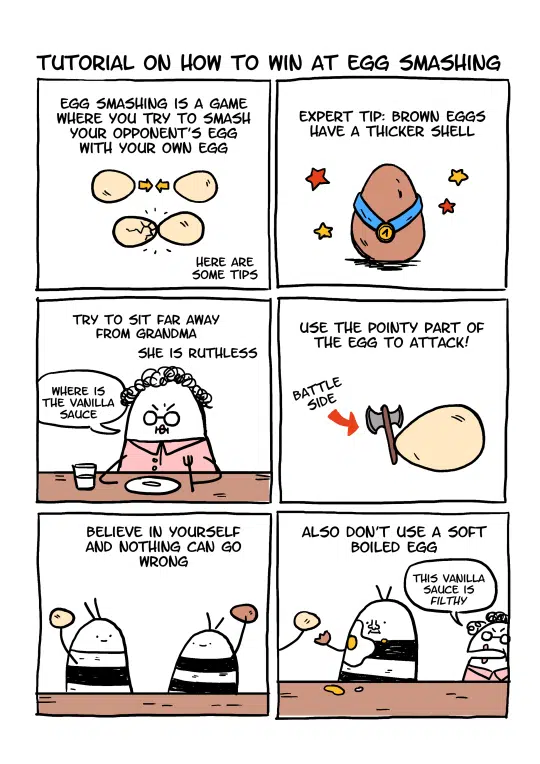 TUTORIAL ON HOW TO WIN AT EGG SMASHING
EGG SMASHING IS A GAME
WHERE YOU TRY TO SMASH
YOUR OPPONENT'S EGG
WITH YOUR OWN EGG
HERE ARE
SOME TIPS
EXPERT TIP: BROWN EGGS
HAVE A THICKER SHELL
1
TRY TO SIT FAR AWAY
FROM GRANDMA
SHE IS RUTHLESS
WHERE IS
THE VANILLA
SAUCE
USE THE POINTY PART OF
THE EGG TO ATTACK!
BATTLE
SIDE
BELIEVE IN YOURSELF
AND NOTHING CAN GO
WRONG
ALSO DON'T USE A SOFT
BOILED EGG
THIS VANILLA
SAUCE IS
FILTHY